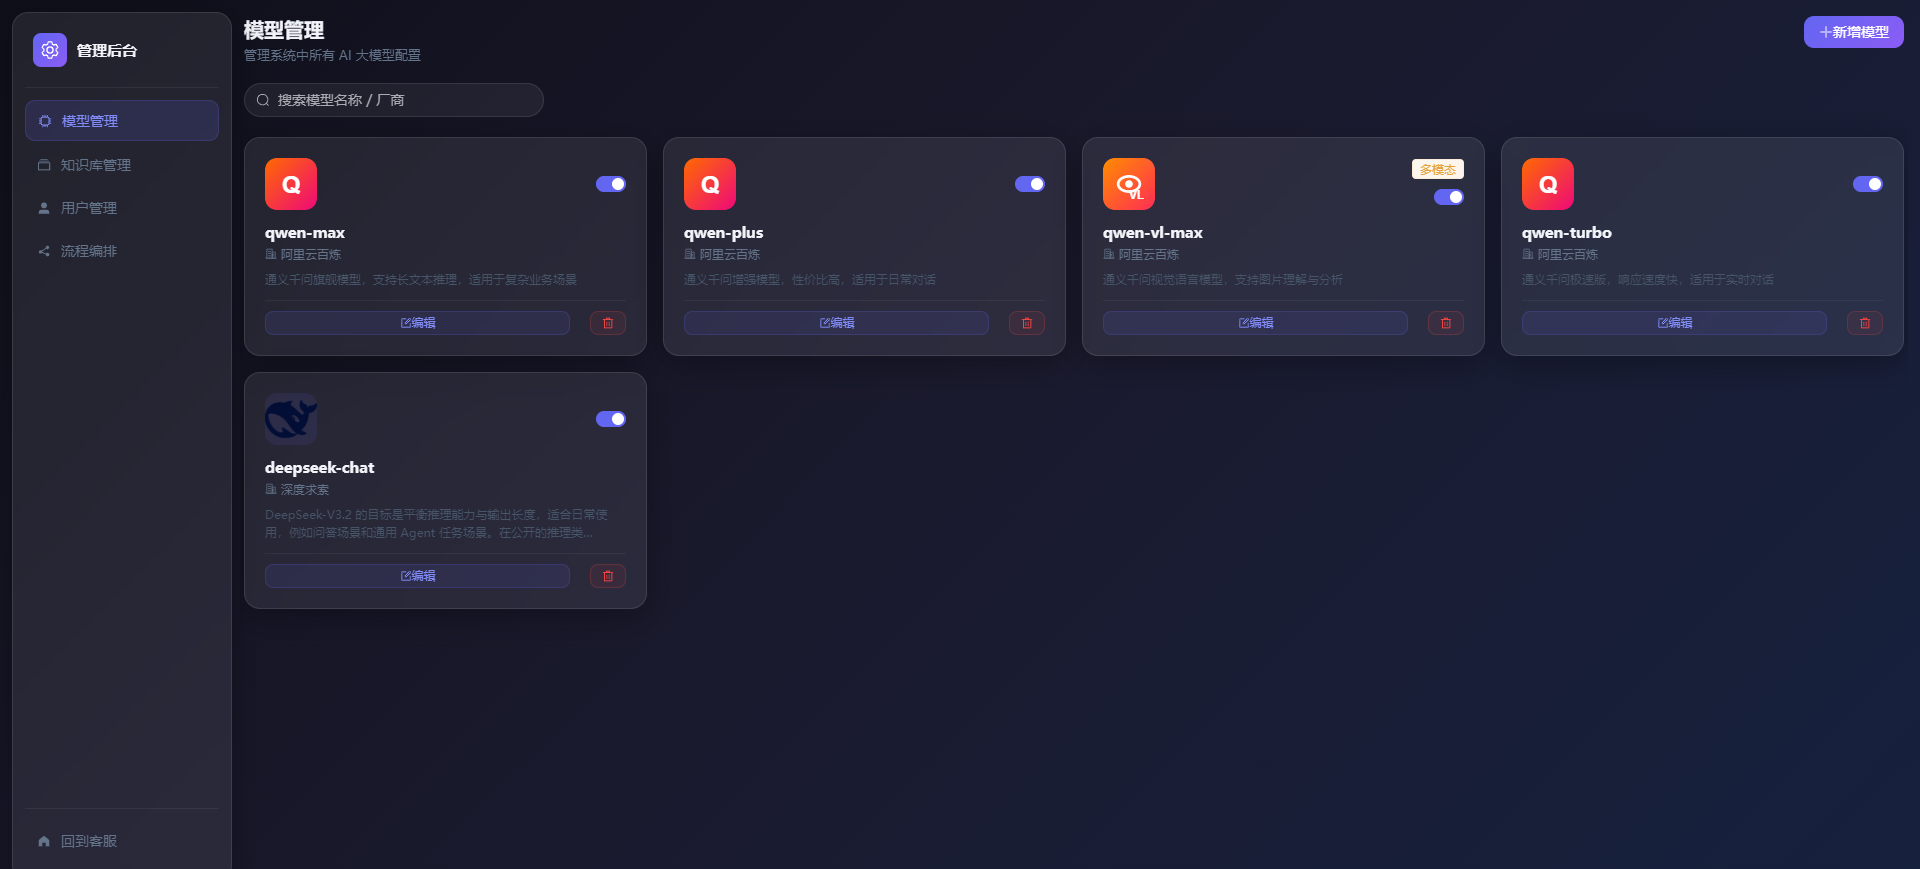 管理后台
模型管理
知识库管理
用户管理
流程编排
回到客服
模型管理
管理系统中所有 AI 大模型配置
新增模型
搜索模型名称 / 厂商
Q
qwen-max
阿里云百炼
通义千问旗舰模型，支持长文本推理，适用于复杂业务场景
编辑
Q
qwen-plus
阿里云百炼
通义千问增强模型，性价比高，适用于日常对话
编辑
VL
多模态
qwen-vl-max
阿里云百炼
通义千问视觉语言模型，支持图片理解与分析
编辑
Q
qwen-turbo
阿里云百炼
通义千问极速版，响应速度快，适用于实时对话
编辑
deepseek-chat
深度求索
DeepSeek-V3.2 的目标是平衡推理能力与输出长度，适合日常使
用，例如问答场景和通用 Agent 任务场景。在公开的推理类...
编辑